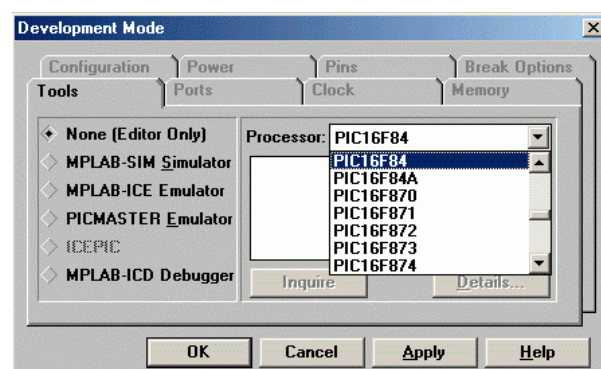 Development Mode
Configuration Power Pins Break Options
Tools Ports Clock Memory
None (Editor Only)
MPLAB-SIM Simulator
MPLAB-ICE Emulator
PICMASTER Emulator
ICEPIC
MPLAB-ICD Debugger
Processor: PIC16F84
PIC16F84
PIC16F84A
PIC16F870
PIC16F871
PIC16F872
PIC16F873
PIC16F874
Inquire Details...
OK Cancel Apply Help